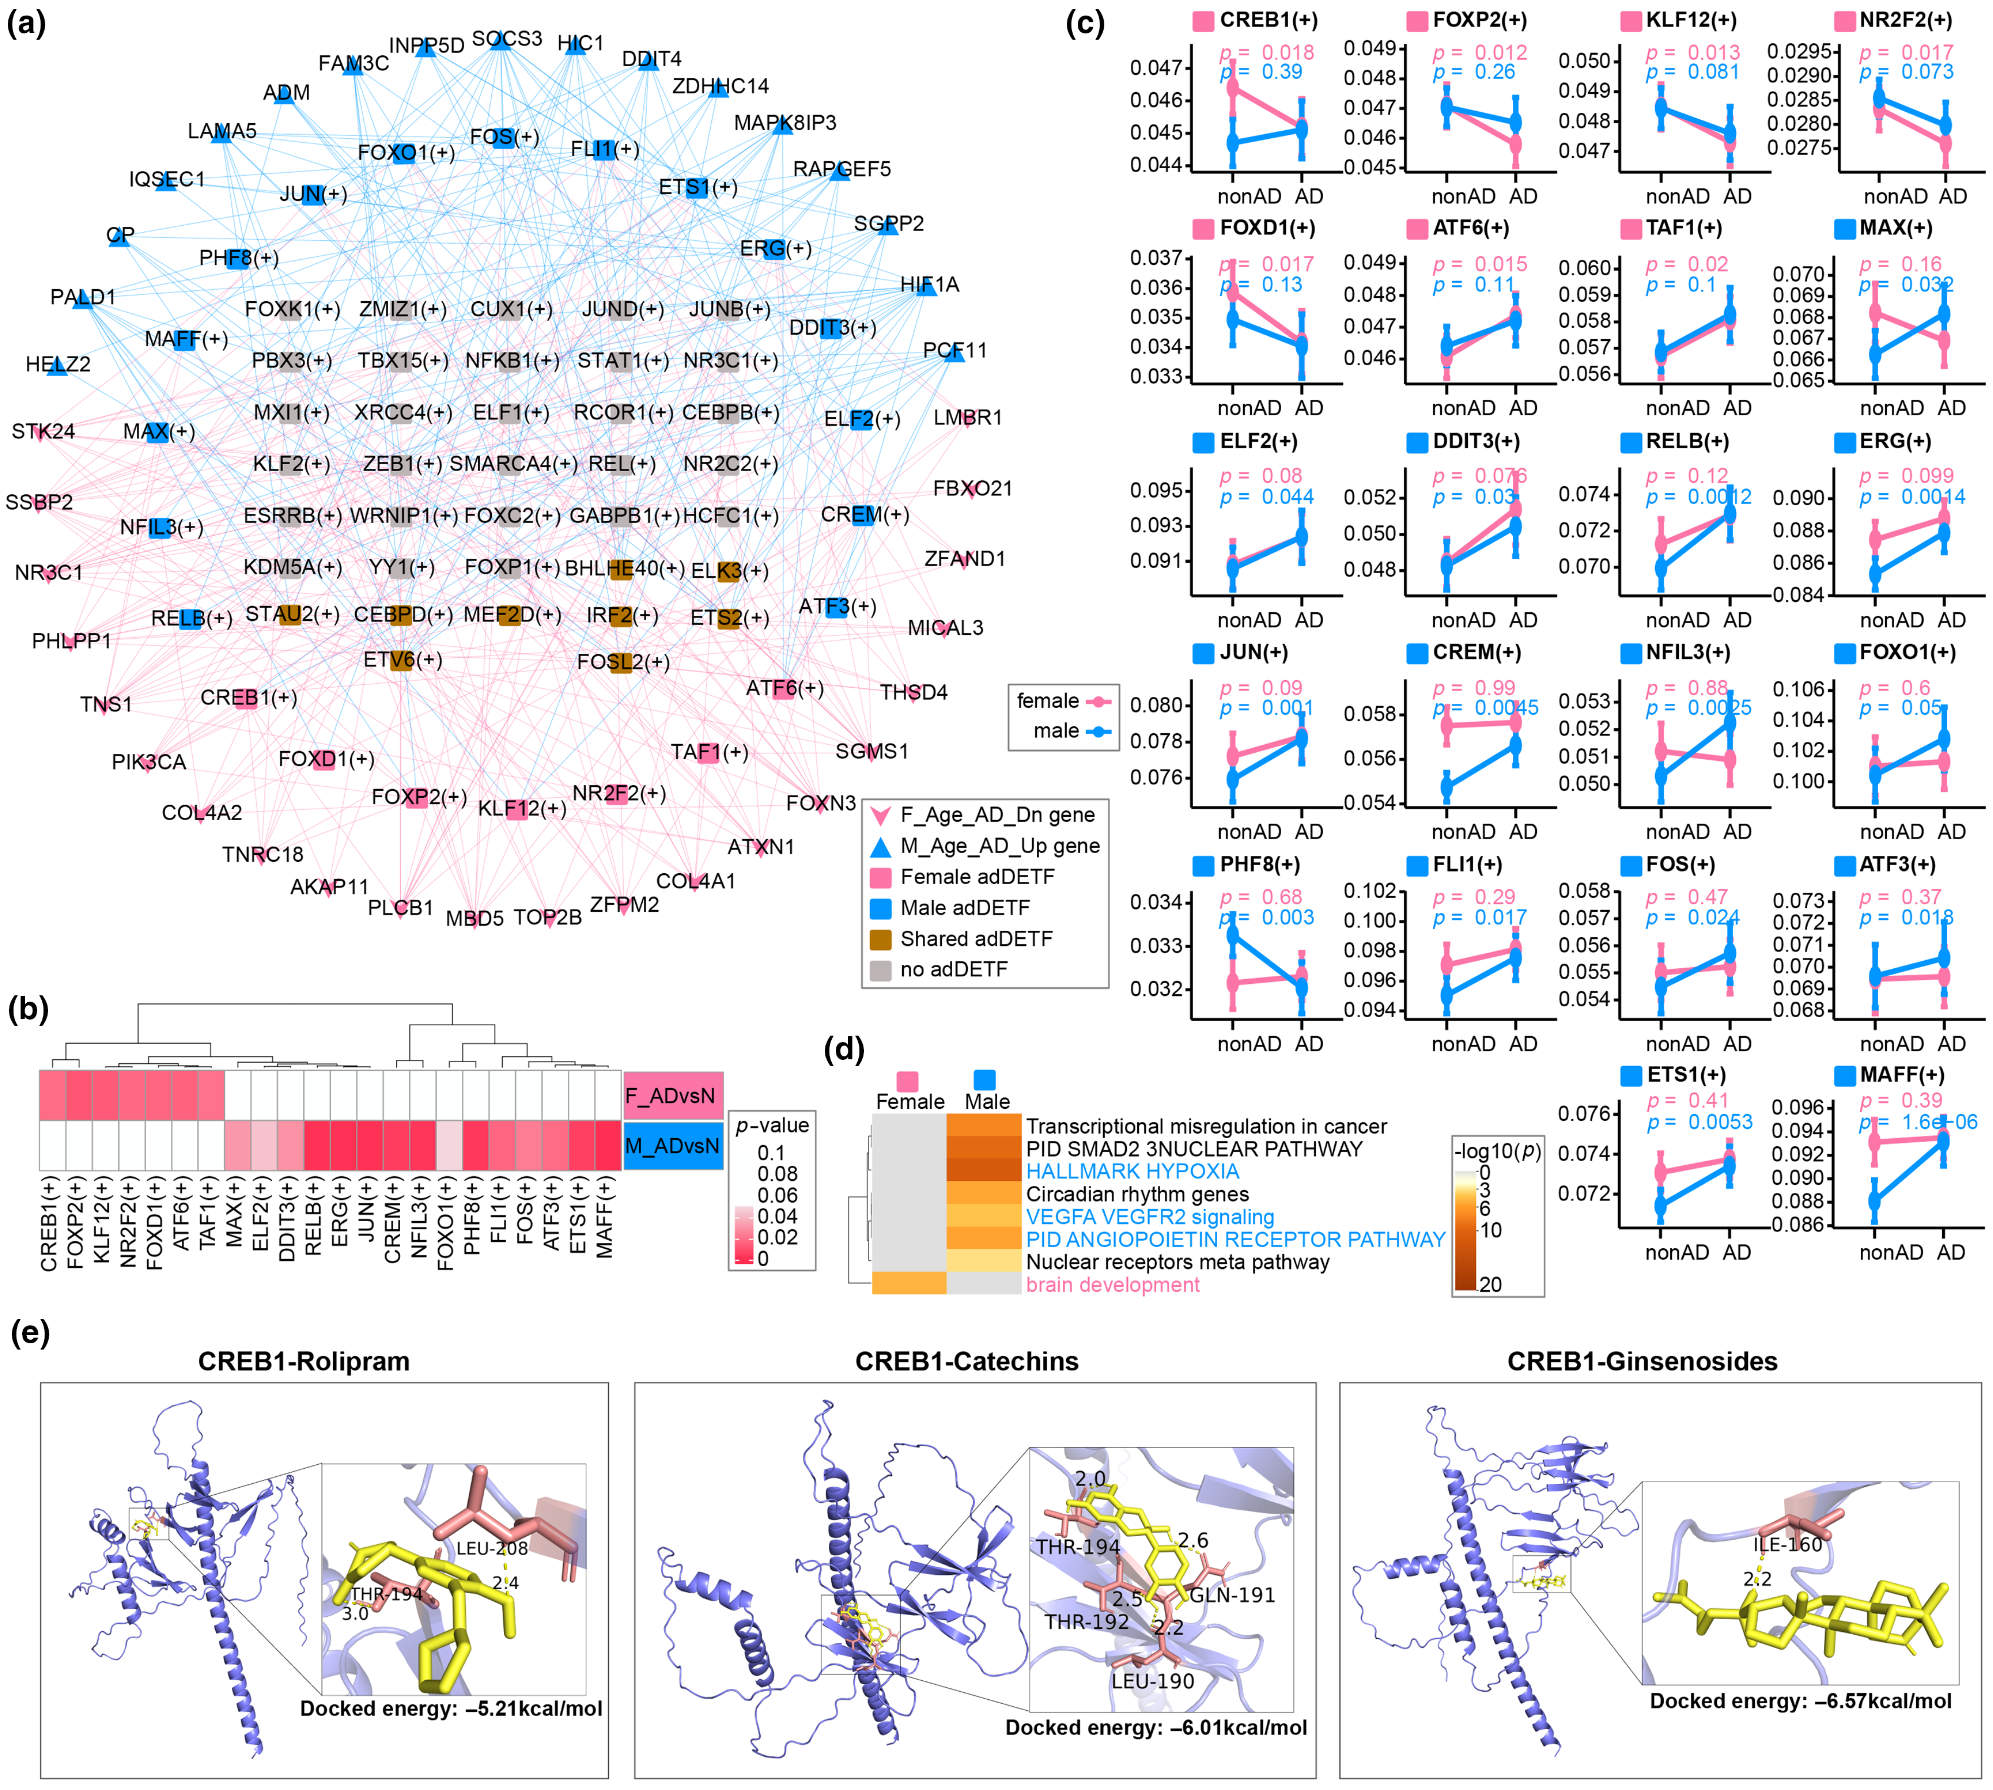 (a)
SOCS3
INPP5D
HIC1
FAM3C
DDIT4
ADM
ZDHHC14
LAMA5
MAPK8IP3
IQSEC1
RAPGEF5
CP
SGPP2
PALD1
HIF1A
HELZ2
PCF11
FOXO1(+)
FOS(+)
FLI1(+)
JUN(+)
ETS1(+)
PHF8(+)
ERG(+)
MAFF(+)
DDIT3(+)
MAX(+)
ELF2(+)
NFIL3(+)
CREM(+)
RELB(+)
ATF3(+)
FOXK1(+) ZMIZ1(+) CUX1(+) JUND(+) JUNB(+)
PBX3(+) TBX15(+) NFKB1(+) STAT1(+) NR3C1(+)
MXI1(+) XRCC4(+) ELF1(+) RCOR1(+) CEBPB(+)
KLF2(+) ZEB1(+) SMARCA4(+) REL(+) NR2C2(+)
ESRRB(+) WRNIP1(+) FOXC2(+) GABPB1(+) HCFC1(+)
KDM5A(+) YY1(+) FOXP1(+) BHLHE40(+) ELK3(+)
STAU2(+) CEBPD(+) MEF2D(+) IRF2(+) ETS2(+)
ETV6(+) FOSL2(+)
STK24
LMBR1
SSBP2
FBXO21
NR3C1
ZFAND1
PHLPP1
MICAL3
TNS1
THSD4
PIK3CA
SGMS1
COL4A2
FOXN3
TNRC18
ATXN1
AKAP11
COL4A1
PLCB1
MBD5
TOP2B
ZFPM2
CREB1(+)
ATF6(+)
FOXD1(+)
TAF1(+)
FOXP2(+)
KLF12(+)
NR2F2(+)
F_Age_AD_Dn gene
M_Age_AD_Up gene
Female adDETF
Male adDETF
Shared adDETF
no adDETF
(b)
F_ADvsN
M_ADvsN
CREB1(+)
FOXP2(+)
KLF12(+)
NR2F2(+)
FOXD1(+)
ATF6(+)
TAF1(+)
MAX(+)
ELF2(+)
DDIT3(+)
RELB(+)
ERG(+)
JUN(+)
CREM(+)
NFIL3(+)
FOXO1(+)
PHF8(+)
FLI1(+)
FOS(+)
ATF3(+)
ETS1(+)
MAFF(+)
p-value
0.1
0.08
0.06
0.04
0.02
0
(c)
female
male
CREB1(+)
p = 0.018
p = 0.39
0.047
0.046
0.045
0.044
nonAD AD
FOXP2(+)
p = 0.012
p = 0.26
0.049
0.048
0.047
0.046
0.045
nonAD AD
KLF12(+)
p = 0.013
p = 0.081
0.050
0.049
0.048
0.047
nonAD AD
NR2F2(+)
p = 0.017
p = 0.073
0.0295
0.0290
0.0285
0.0280
0.0275
nonAD AD
FOXD1(+)
p = 0.017
p = 0.13
0.037
0.036
0.035
0.034
0.033
nonAD AD
ATF6(+)
p = 0.015
p = 0.11
0.049
0.048
0.047
0.046
nonAD AD
TAF1(+)
p = 0.02
p = 0.1
0.060
0.059
0.058
0.057
0.056
nonAD AD
MAX(+)
p = 0.16
p = 0.032
0.070
0.069
0.068
0.067
0.066
0.065
nonAD AD
ELF2(+)
p = 0.08
p = 0.044
0.095
0.093
0.091
nonAD AD
DDIT3(+)
p = 0.076
p = 0.03
0.052
0.050
0.048
nonAD AD
RELB(+)
p = 0.12
p = 0.0012
0.074
0.072
0.070
nonAD AD
ERG(+)
p = 0.099
p = 0.0014
0.090
0.088
0.086
0.084
nonAD AD
JUN(+)
p = 0.09
p = 0.001
0.080
0.078
0.076
nonAD AD
CREM(+)
p = 0.99
p = 0.0045
0.058
0.056
0.054
nonAD AD
NFIL3(+)
p = 0.88
p = 0.0025
0.053
0.052
0.051
0.050
nonAD AD
FOXO1(+)
p = 0.6
p = 0.05
0.106
0.104
0.102
0.100
nonAD AD
PHF8(+)
p = 0.68
p = 0.003
0.034
0.033
0.032
nonAD AD
FLI1(+)
p = 0.29
p = 0.017
0.102
0.100
0.098
0.096
0.094
nonAD AD
FOS(+)
p = 0.47
p = 0.024
0.058
0.057
0.056
0.055
0.054
nonAD AD
ATF3(+)
p = 0.37
p = 0.018
0.073
0.072
0.071
0.070
0.069
0.068
nonAD AD
ETS1(+)
p = 0.41
p = 0.0053
0.076
0.074
0.072
nonAD AD
MAFF(+)
p = 0.39
p = 1.6e-06
0.096
0.094
0.092
0.090
0.088
0.086
nonAD AD
(d)
Female Male
Transcriptional misregulation in cancer
PID SMAD2 3NUCLEAR PATHWAY
HALLMARK HYPOXIA
Circadian rhythm genes
VEGFA VEGFR2 signaling
PID ANGIOPOIETIN RECEPTOR PATHWAY
Nuclear receptors meta pathway
brain development
-log10(p)
0
3
6
10
20
(e)
CREB1-Rolipram
LEU-208
2.4
THR-194
3.0
Docked energy: –5.21kcal/mol
CREB1-Catechins
2.0
THR-194
2.6
GLN-191
2.5
THR-192
2.2
LEU-190
Docked energy: –6.01kcal/mol
CREB1-Ginsenosides
ILE-160
2.2
Docked energy: –6.57kcal/mol